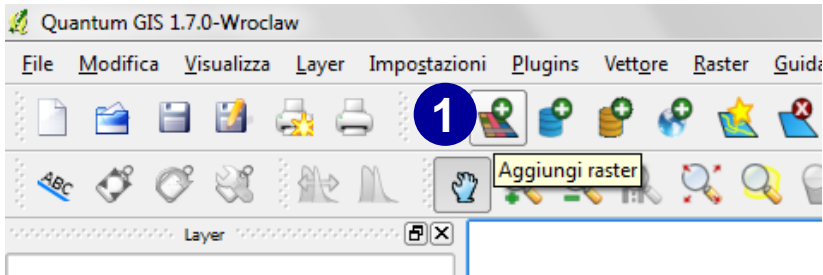 Quantum GIS 1.7.0-Wroclaw
File Modifica Visualizza Layer Impostazioni Plugins Vettore Raster Guida
1
ABC
Aggiungi raster
Layer